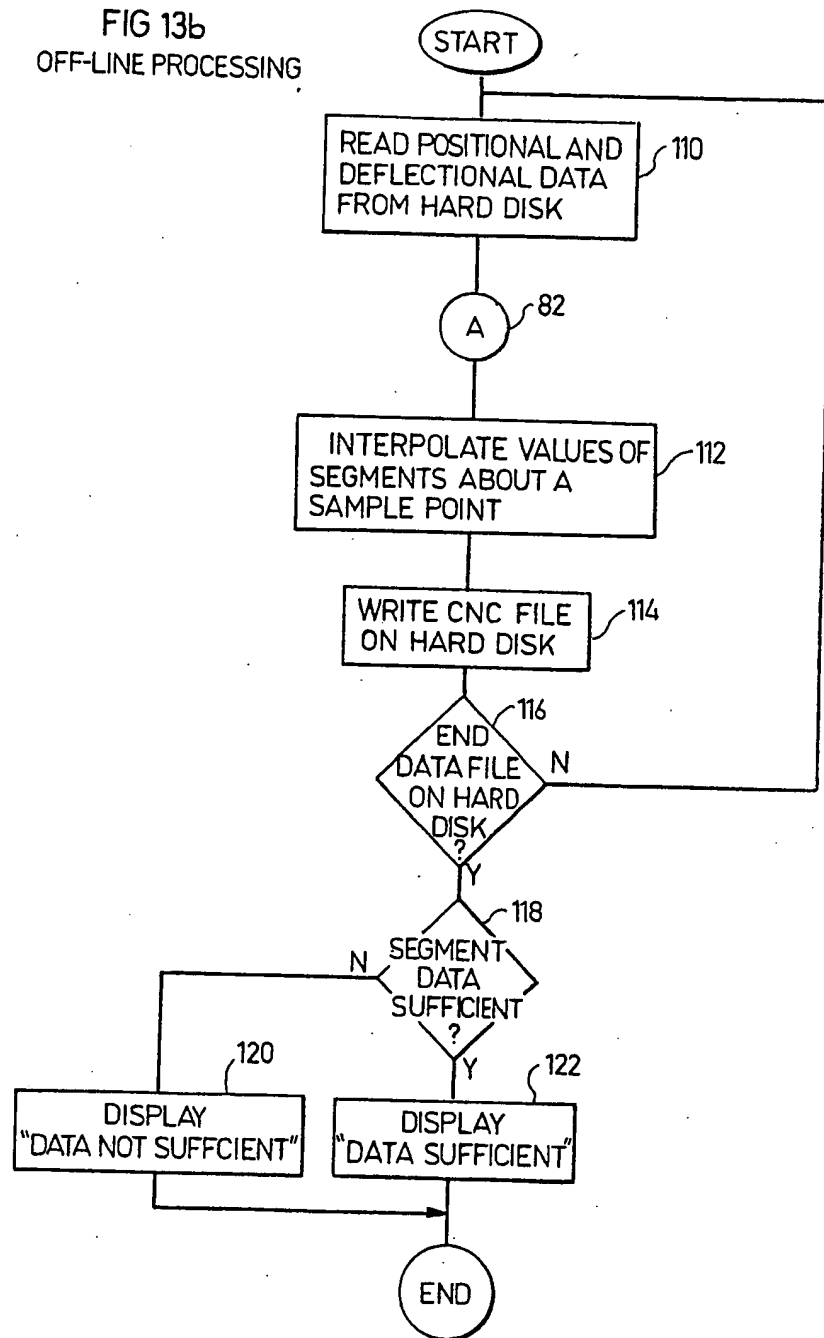 FIG 13b
OFF-LINE PROCESSING
START
READ POSITIONAL AND
DEFLECTIONAL DATA
FROM HARD DISK
110
A
82
INTERPOLATE VALUES OF
SEGMENTS ABOUT A
SAMPLE POINT
112
WRITE CNC FILE
ON HARD DISK
114
116
END
DATA FILE
ON HARD
DISK
?
N
Y
118
SEGMENT
DATA
SUFFICIENT
?
N
Y
120
DISPLAY
"DATA NOT SUFFCIENT"
122
DISPLAY
"DATA SUFFICIENT"
END